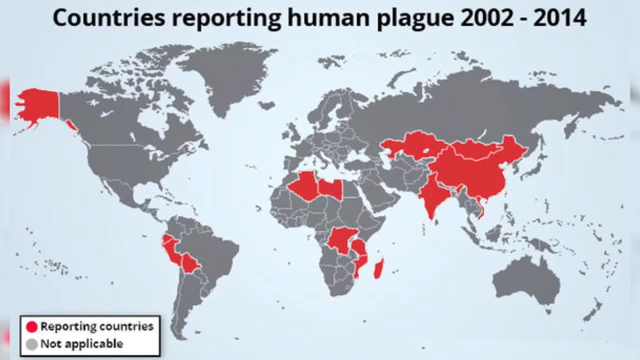 Countries reporting human plague 2002 - 2014
Reporting countries
Not applicable